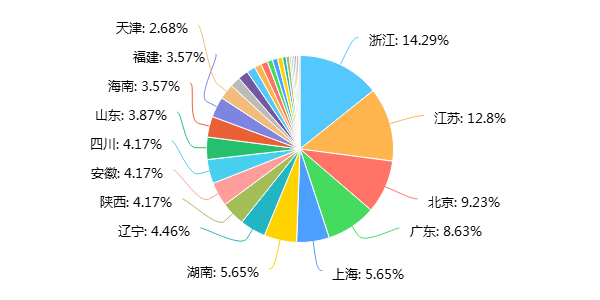 天津: 2.68%
浙江: 14.29%
福建: 3.57%
海南: 3.57%
山东: 3.87%
江苏: 12.8%
四川: 4.17%
安徽: 4.17%
陕西: 4.17%
北京: 9.23%
辽宁: 4.46%
广东: 8.63%
湖南: 5.65%
上海: 5.65%